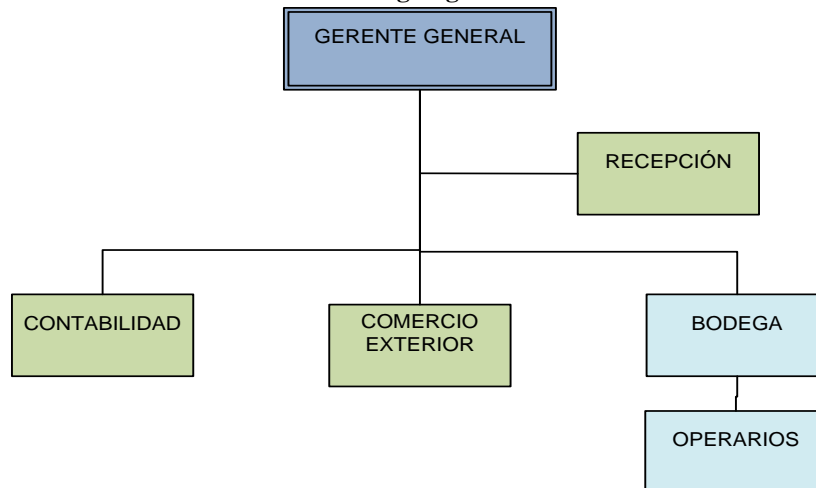 GERENTE GENERAL
RECEPCIÓN
CONTABILIDAD
COMERCIO
EXTERIOR
BODEGA
OPERARIOS